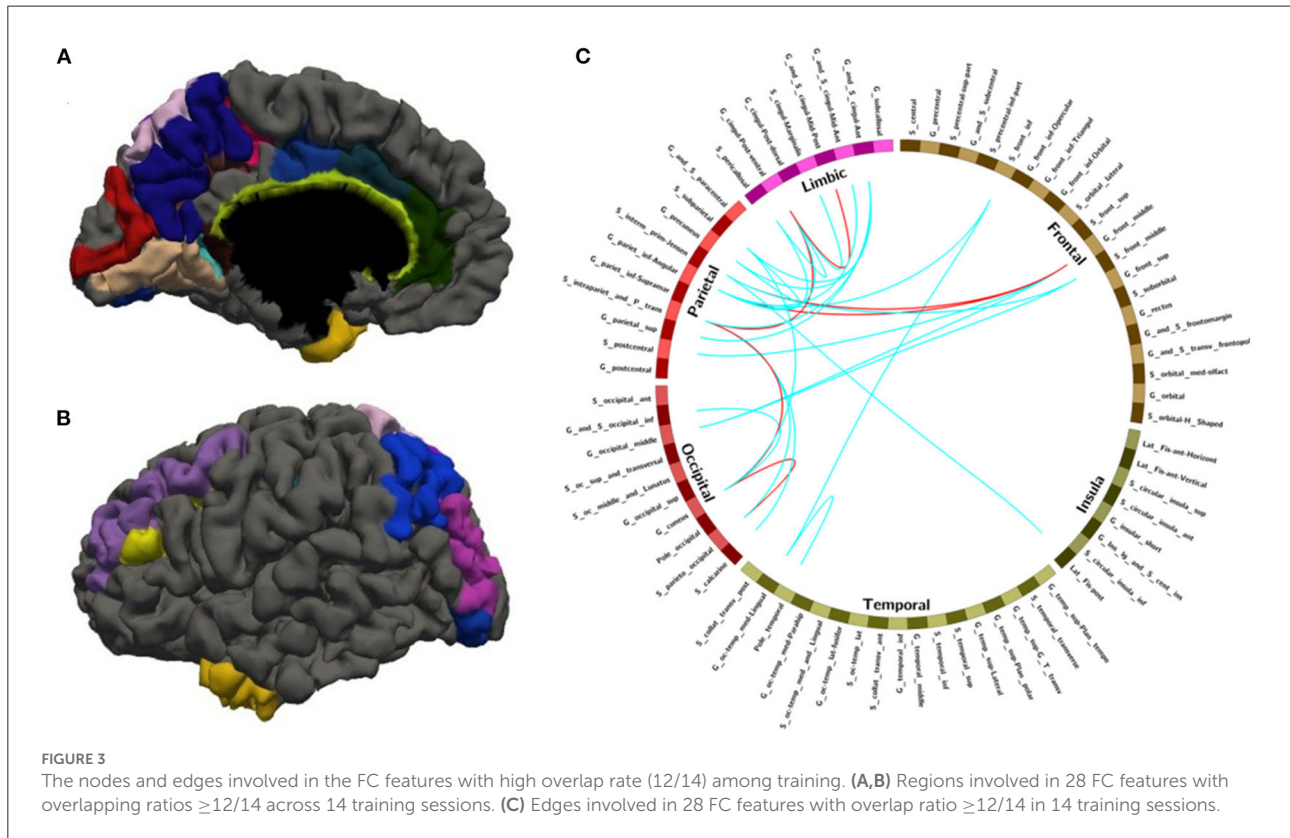 A
B
C
Limbic
Frontal
Insula
Temporal
Occipital
Parietal
G_subcallosal
G_and_S_cingul-Ant
G_and_S_cingul-Mid-Ant
G_and_S_cingul-Mid-Post
S_cingul-Marginalis
G_cingul-Post-dorsal
G_cingul-Post-ventral
S_pericallosal
S_central
G_precentral
S_precentral-sup-part
G_and_S_subcentral
S_precentral-inf-part
S_front_inf
G_front_inf-Opercular
G_front_inf-Triangul
G_front_inf-Orbital
S_orbital_lateral
S_front_sup
G_front_middle
S_front_middle
G_front_sup
S_suborbital
G_rectus
G_and_S_frontomargin
G_and_S_transv_frontopol
S_orbital_med-olfact
G_orbital
S_orbital-H_Shaped
Lat_Fis-ant-Horizont
Lat_Fis-ant-Vertical
S_circular_insula_sup
S_circular_insula_ant
G_insular_short
G_Ins_lg_and_S_cent_ins
S_circular_insula_inf
Lat_Fis-post
G_temp_sup-Plan_tempo
S_temporal_transverse
G_temp_sup-G_T_transv
G_temp_sup-Plan_polar
G_temp_sup-Lateral
S_temporal_sup
S_temporal_inf
G_temporal_middle
G_temporal_inf
S_collat_transv_ant
S_oc-temp_lat
G_oc-temp_lat-fusifor
S_oc-temp_med_and_Lingual
G_oc-temp_med-Parahip
Pole_temporal
G_oc-temp_med-Lingual
S_collat_transv_post
S_calcarine
S_parieto_occipital
Pole_occipital
G_cuneus
G_occipital_sup
S_oc_middle_and_Lunatus
S_oc_sup_and_transversal
G_occipital_middle
G_and_S_occipital_inf
S_occipital_ant
G_postcentral
S_postcentral
G_parietal_sup
S_intrapariet_and_P_trans
G_pariet_inf-Supramar
G_pariet_inf-Angular
S_interm_prim-Jensen
G_precuneus
S_subparietal
G_and_S_paracentral
FIGURE 3
The nodes and edges involved in the FC features with high overlap rate (12/14) among training. (A,B) Regions involved in 28 FC features with
overlapping ratios ≥12/14 across 14 training sessions. (C) Edges involved in 28 FC features with overlap ratio ≥12/14 in 14 training sessions.